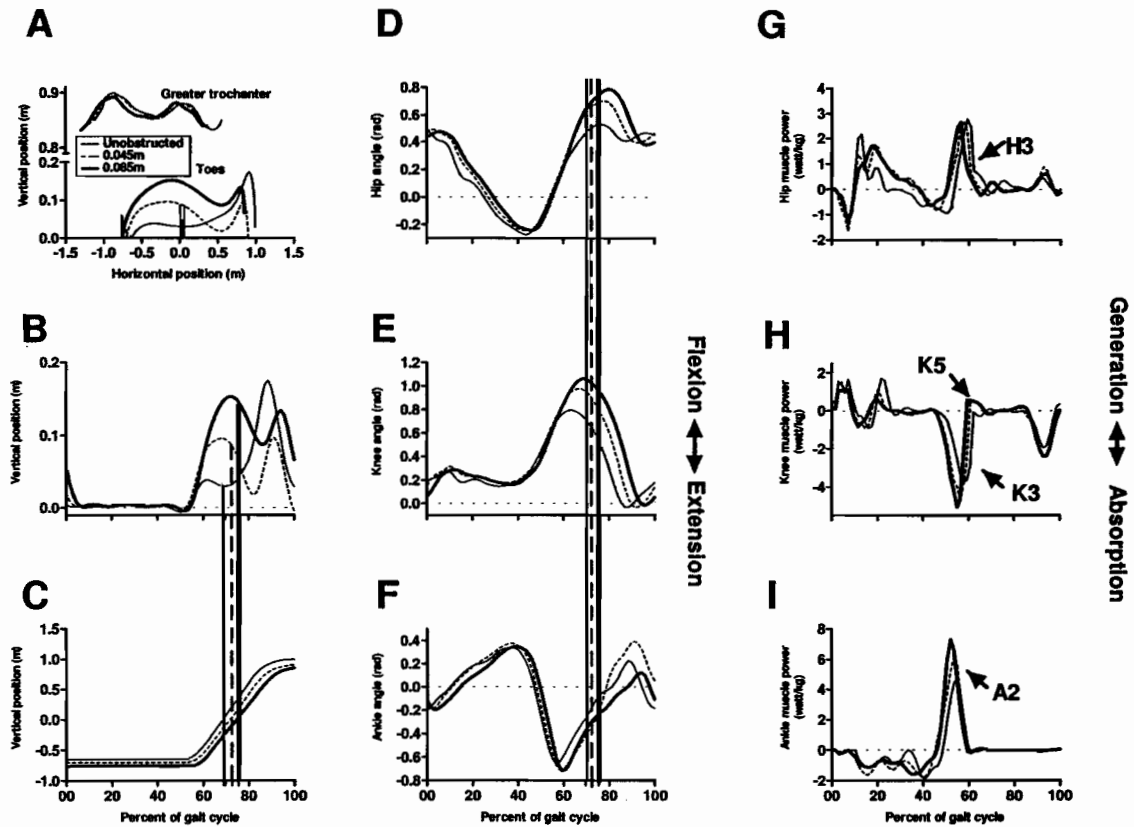 A
Vertical position (m)
0.9
0.8
0.2
0.1
0.0
Greater trochanter
Unobstructed
0.045m
0.085m
Toes
-1.5 -1.0 -0.5 0.0 0.5 1.0 1.5
Horizontal position (m)
B
Vertical position (m)
0.2
0.1
0.0
C
Vertical position (m)
1.5
1.0
0.5
0.0
-0.5
-1.0
00 20 40 60 80 100
Percent of gait cycle
D
Hip angle (rad)
0.8
0.6
0.4
0.2
0.0
-0.2
E
Knee angle (rad)
1.2
1.0
0.8
0.6
0.4
0.2
0.0
F
Ankle angle (rad)
0.4
0.2
0.0
-0.2
-0.4
-0.6
-0.8
00 20 40 60 80 100
Percent of gait cycle
Flexion
Extension
G
Hip muscle power
(watt/kg)
4
3
2
1
0
-1
-2
H3
H
Knee muscle power
(watt/kg)
2
0
-2
-4
K5
K3
I
Ankle muscle power
(watt/kg)
8
6
4
2
0
-2
A2
00 20 40 60 80 100
Percent of gait cycle
Generation
Absorption